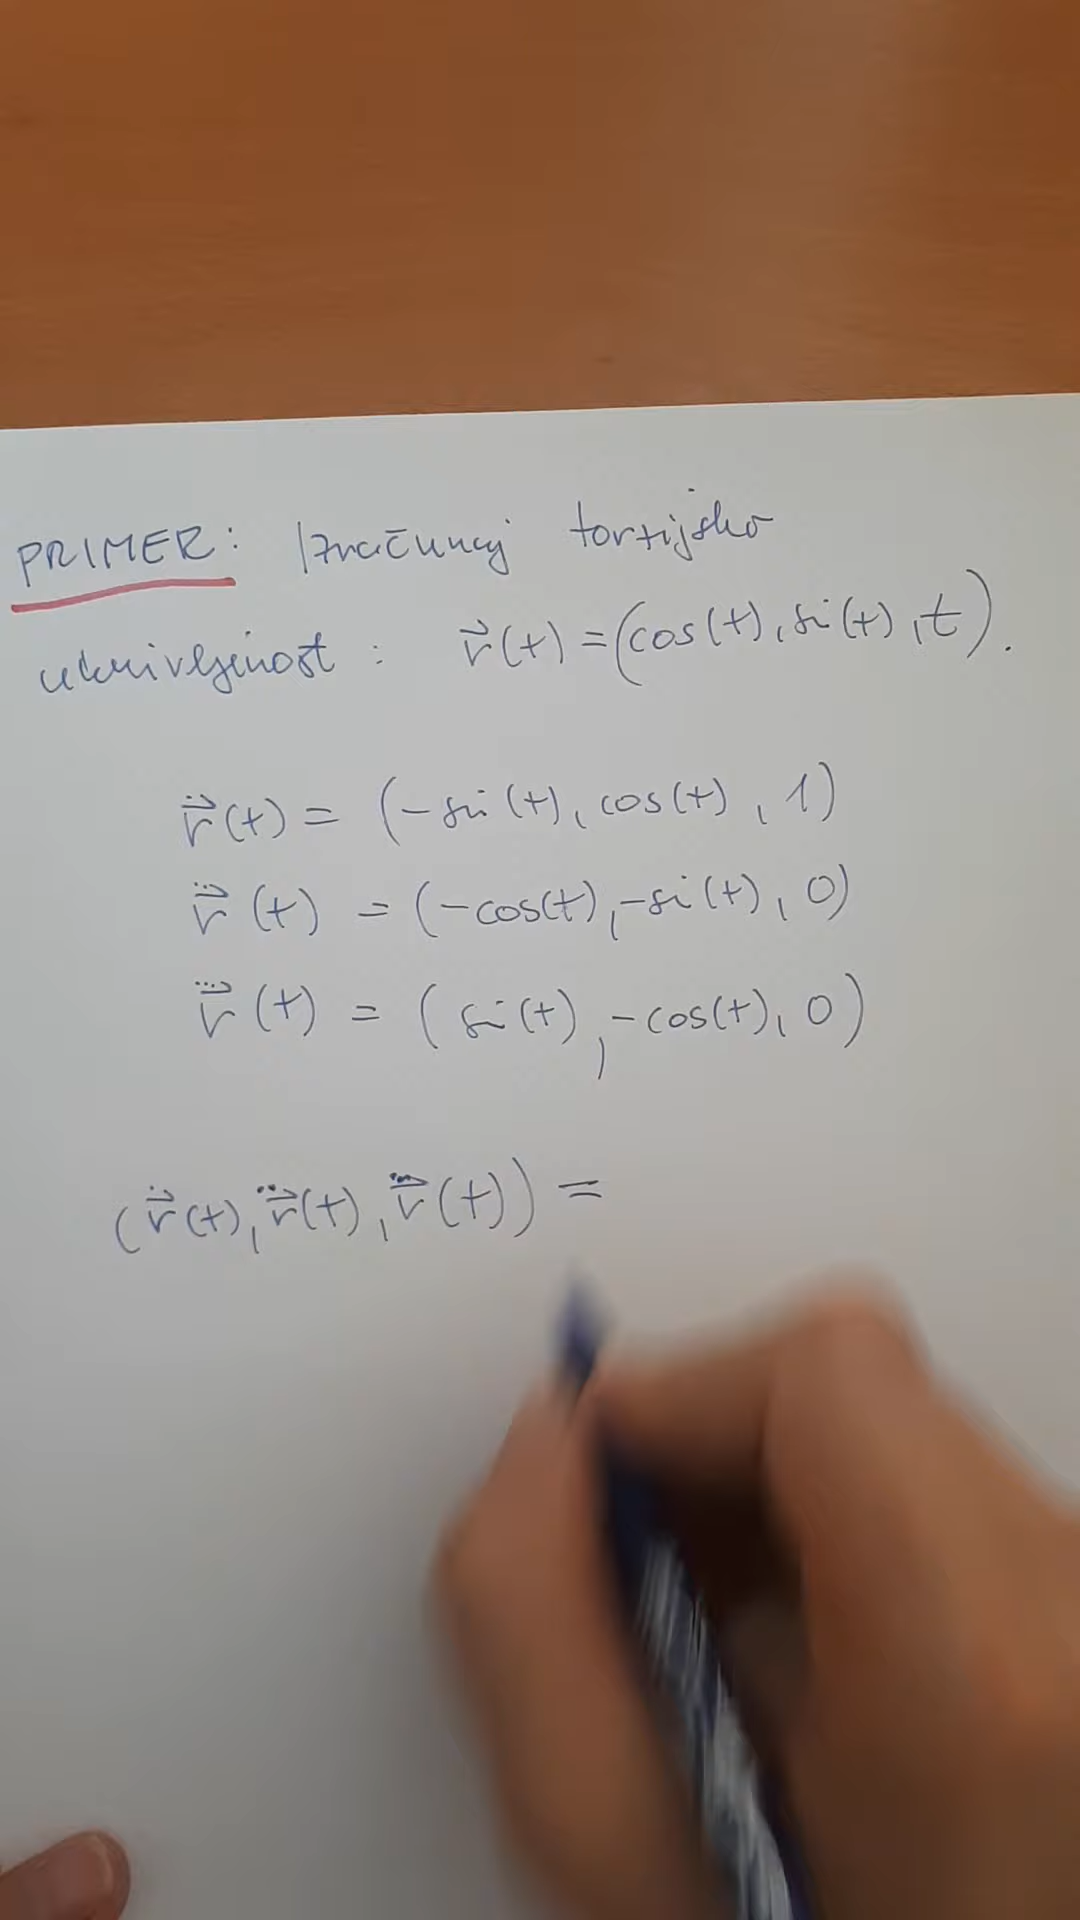 PRIMER: Izračunaj torzijsko
ukrivljenost : r⃗(t) = (cos(t), sin(t), t).
r⃗̇(t) = (-sin(t), cos(t), 1)
r⃗̈(t) = (-cos(t), -sin(t), 0)
r⃗⃛(t) = (sin(t), -cos(t), 0)
(r⃗̇(t), r⃗̈(t), r⃗⃛(t)) =